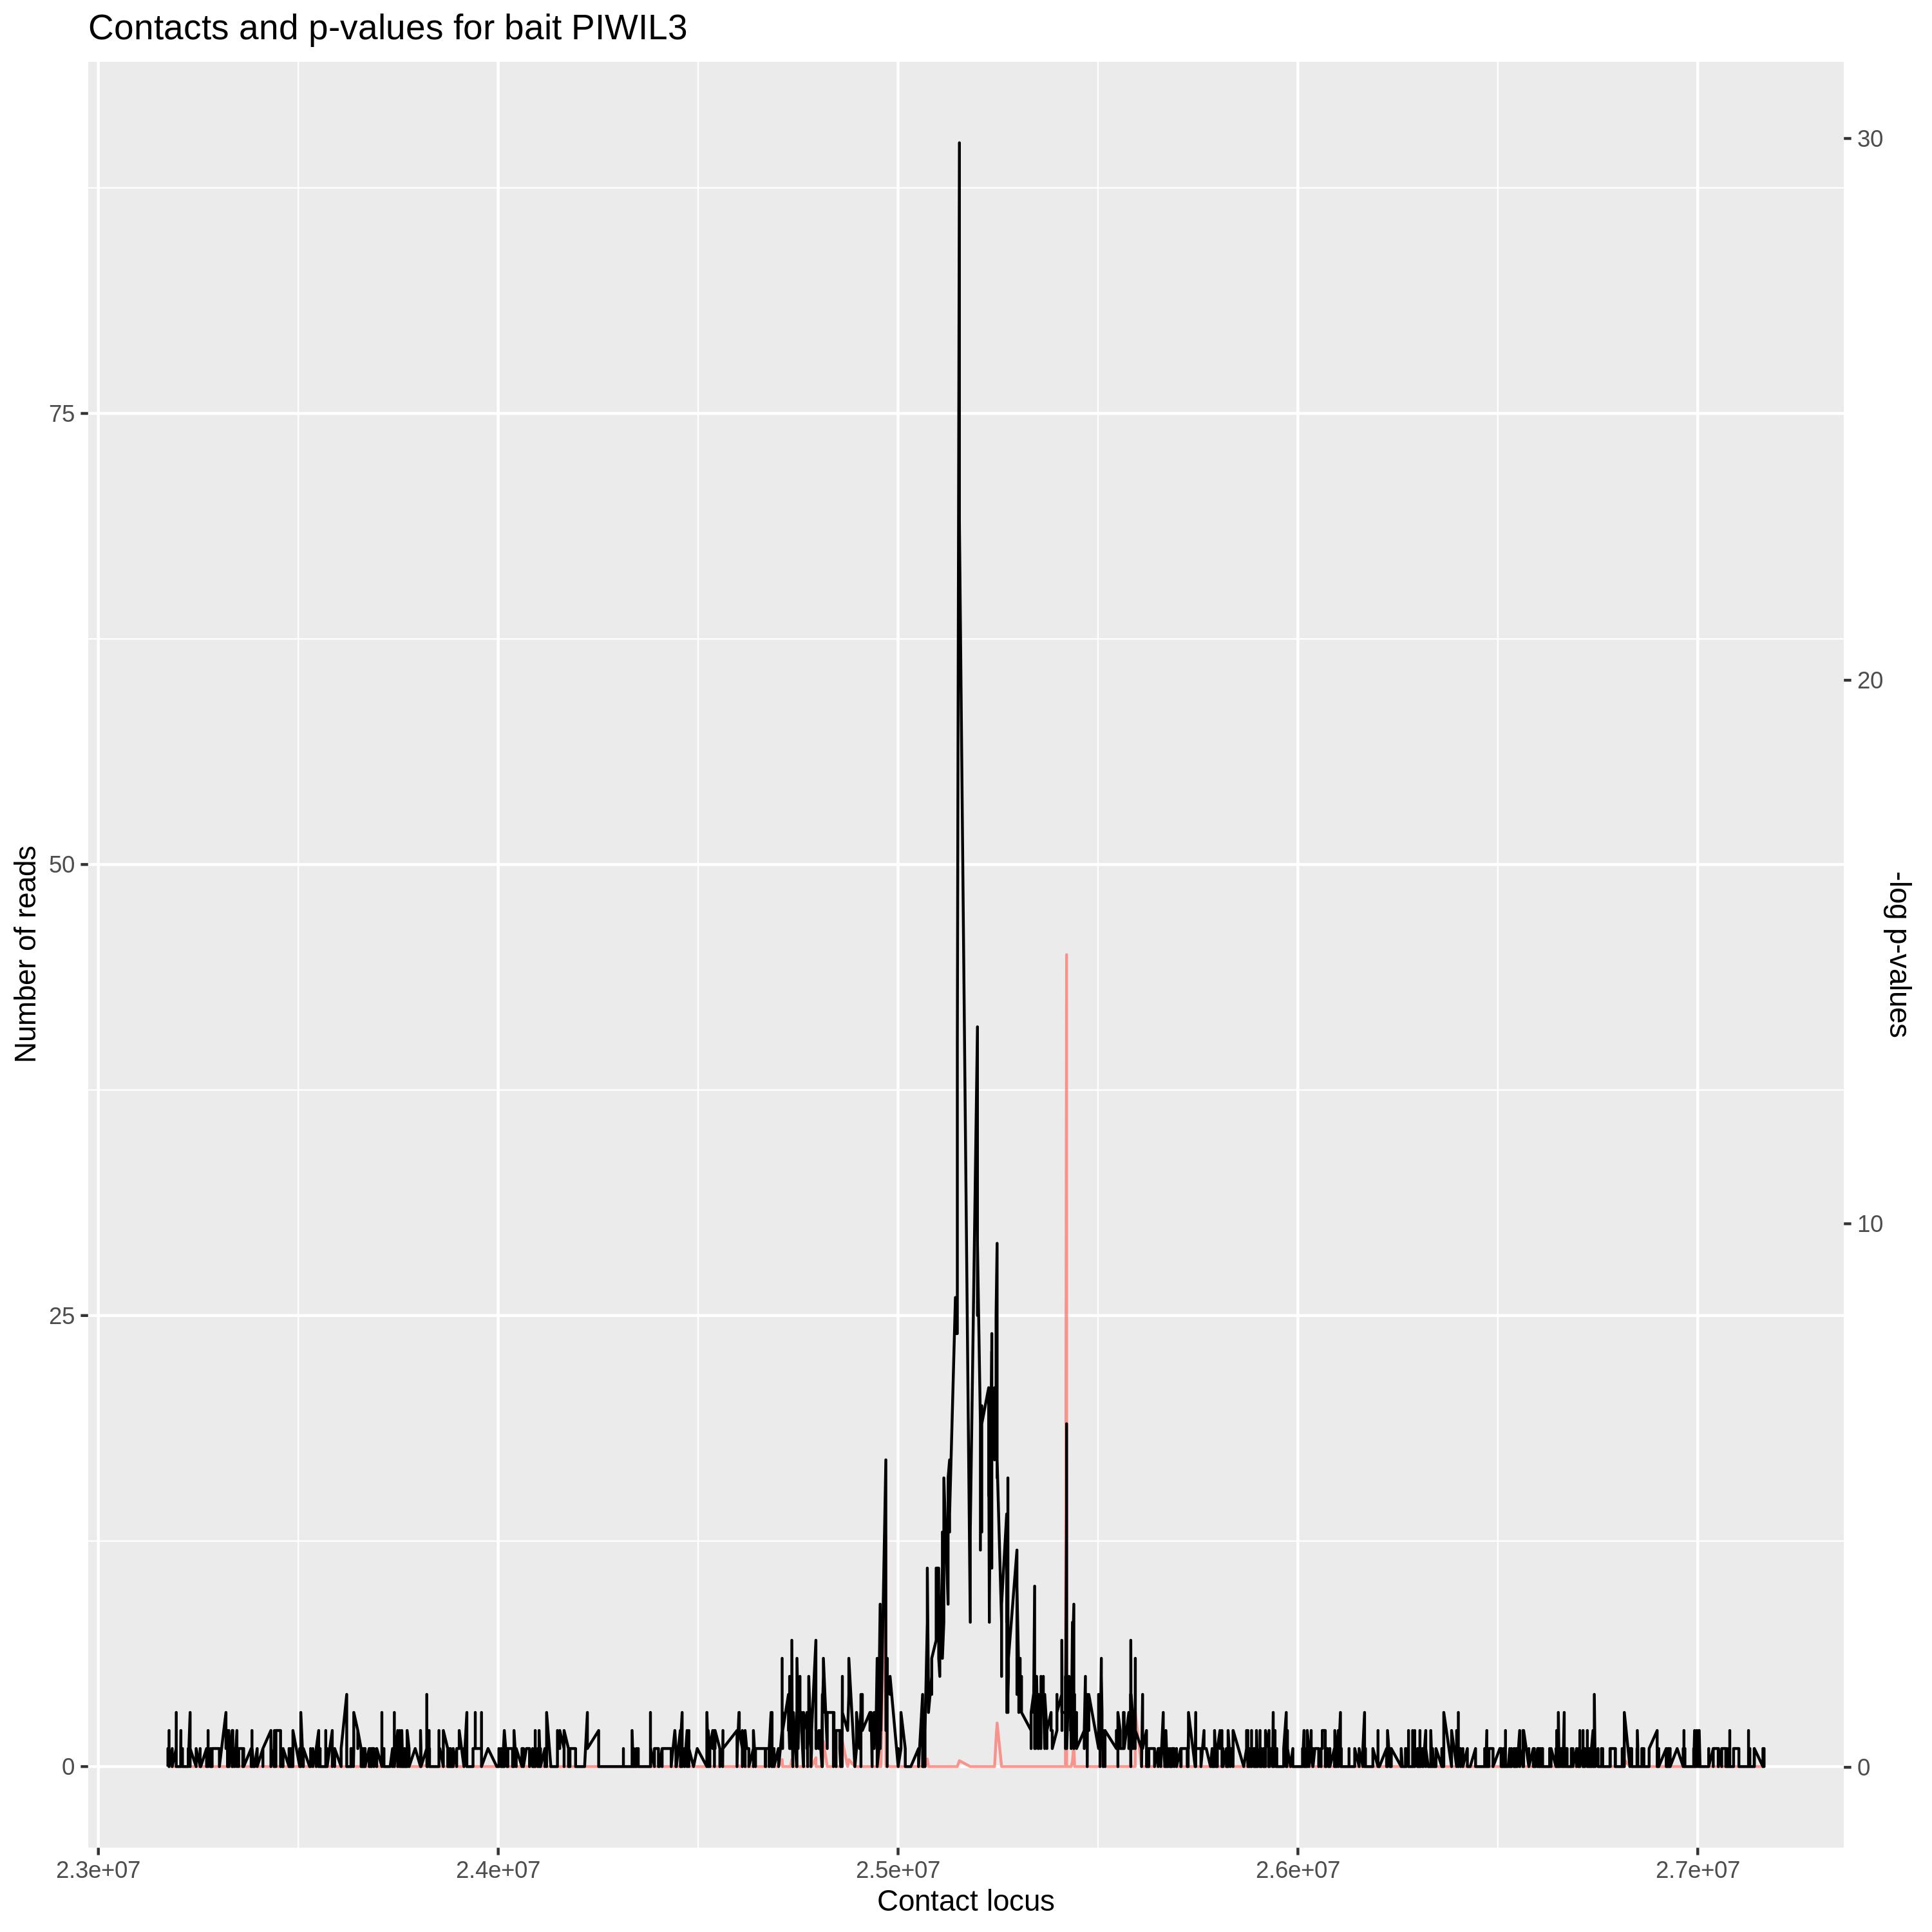 Contacts and p-values for bait PIWIL3
30
75
20
50
Number of reads
-log p-values
10
25
0
0
2.3e+07
2.4e+07
2.5e+07
2.6e+07
2.7e+07
Contact locus